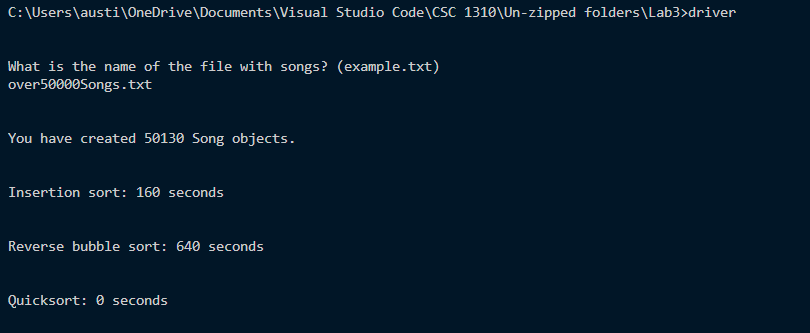 C:\Users\austi\OneDrive\Documents\Visual Studio Code\CSC 1310\Un-zipped folders\Lab3>driver
What is the name of the file with songs? (example.txt)
over50000Songs.txt
You have created 50130 Song objects.
Insertion sort: 160 seconds
Reverse bubble sort: 640 seconds
Quicksort: 0 seconds